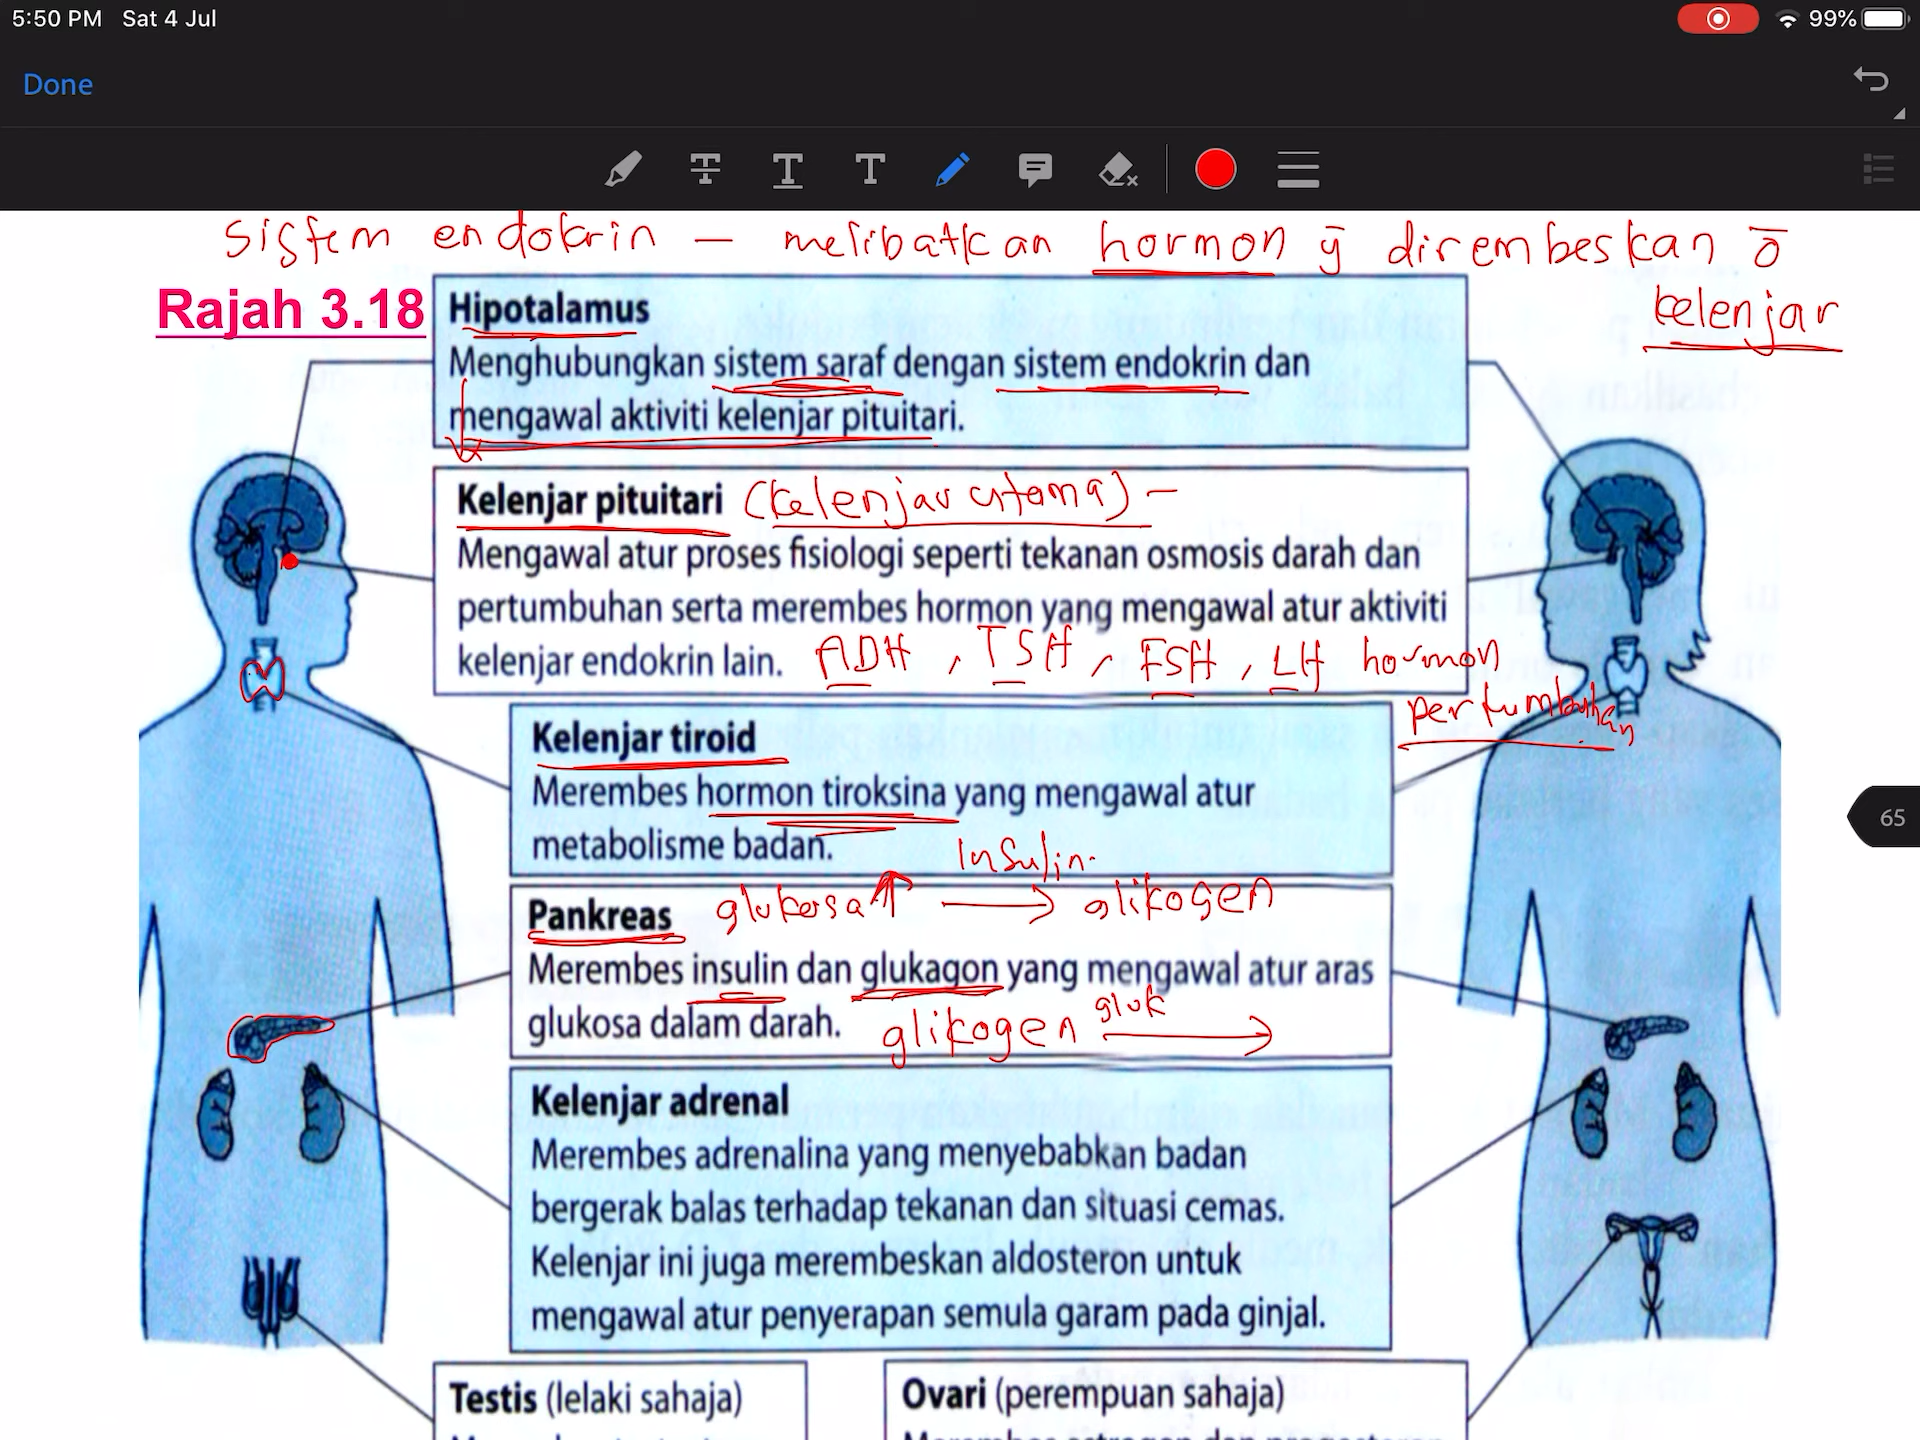 5:50 PM Sat 4 Jul
99%
Done
sistem endokrin — melibatkan hormon ȳ dirembeskan ō
kelenjar
Rajah 3.18
Hipotalamus
Menghubungkan sistem saraf dengan sistem endokrin dan
mengawal aktiviti kelenjar pituitari.
Kelenjar pituitari (kelenjar utama) –
Mengawal atur proses fisiologi seperti tekanan osmosis darah dan
pertumbuhan serta merembes hormon yang mengawal atur aktiviti
kelenjar endokrin lain. ADH, TSH, FSH, LH hormon
pertumbuhan
Kelenjar tiroid
Merembes hormon tiroksina yang mengawal atur
metabolisme badan.
Insulin
Pankreas glukosa ↑ → glikogen
Merembes insulin dan glukagon yang mengawal atur aras
gluk
glukosa dalam darah. glikogen →
65
Kelenjar adrenal
Merembes adrenalina yang menyebabkan badan
bergerak balas terhadap tekanan dan situasi cemas.
Kelenjar ini juga merembeskan aldosteron untuk
mengawal atur penyerapan semula garam pada ginjal.
Testis (lelaki sahaja)
Ovari (perempuan sahaja)